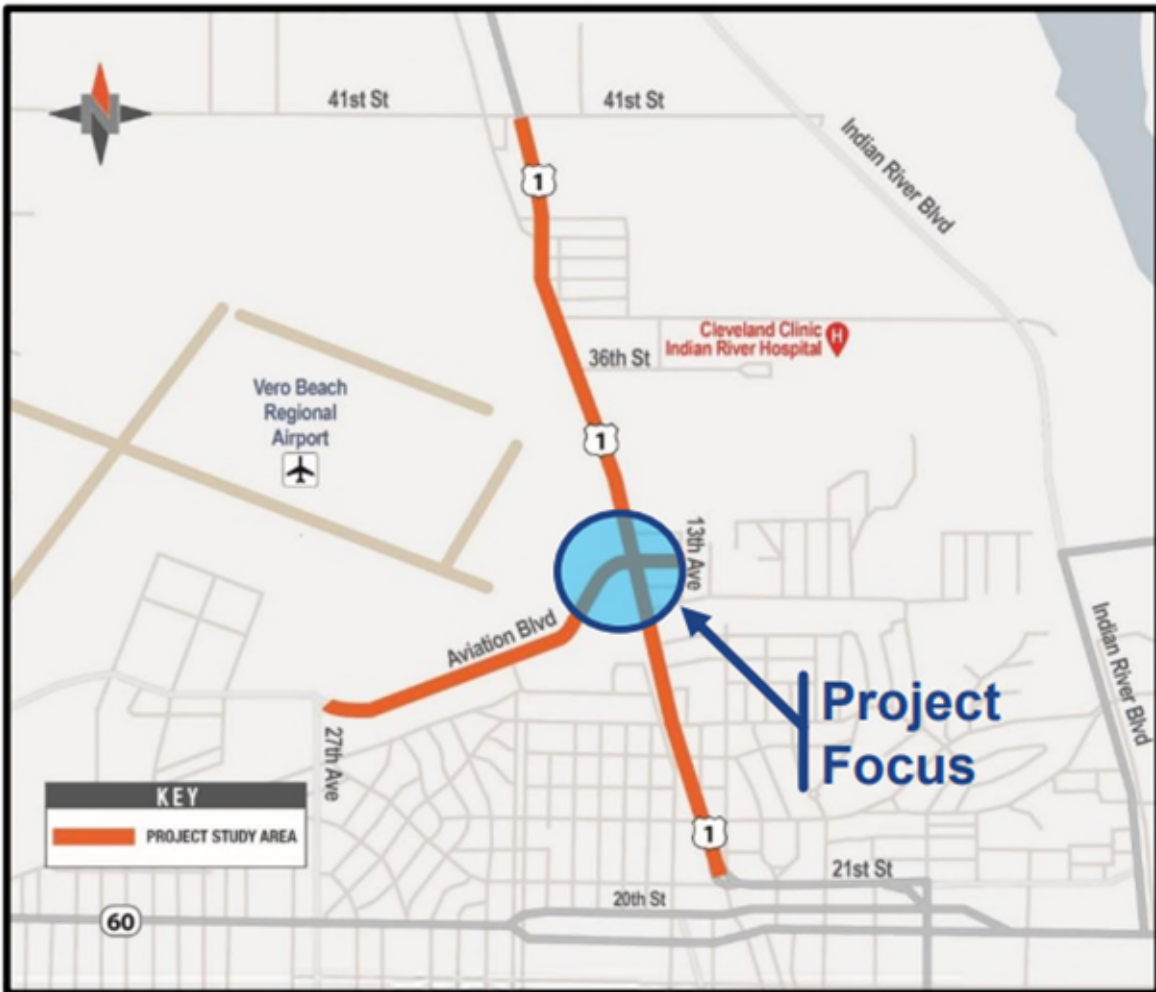 N
41st St
41st St
Indian River Blvd
1
Cleveland Clinic
Indian River Hospital
H
36th St
Vero Beach
Regional
Airport
1
13th Ave
Aviation Blvd
Indian River Blvd
Project
Focus
27th Ave
KEY
PROJECT STUDY AREA
1
21st St
20th St
60